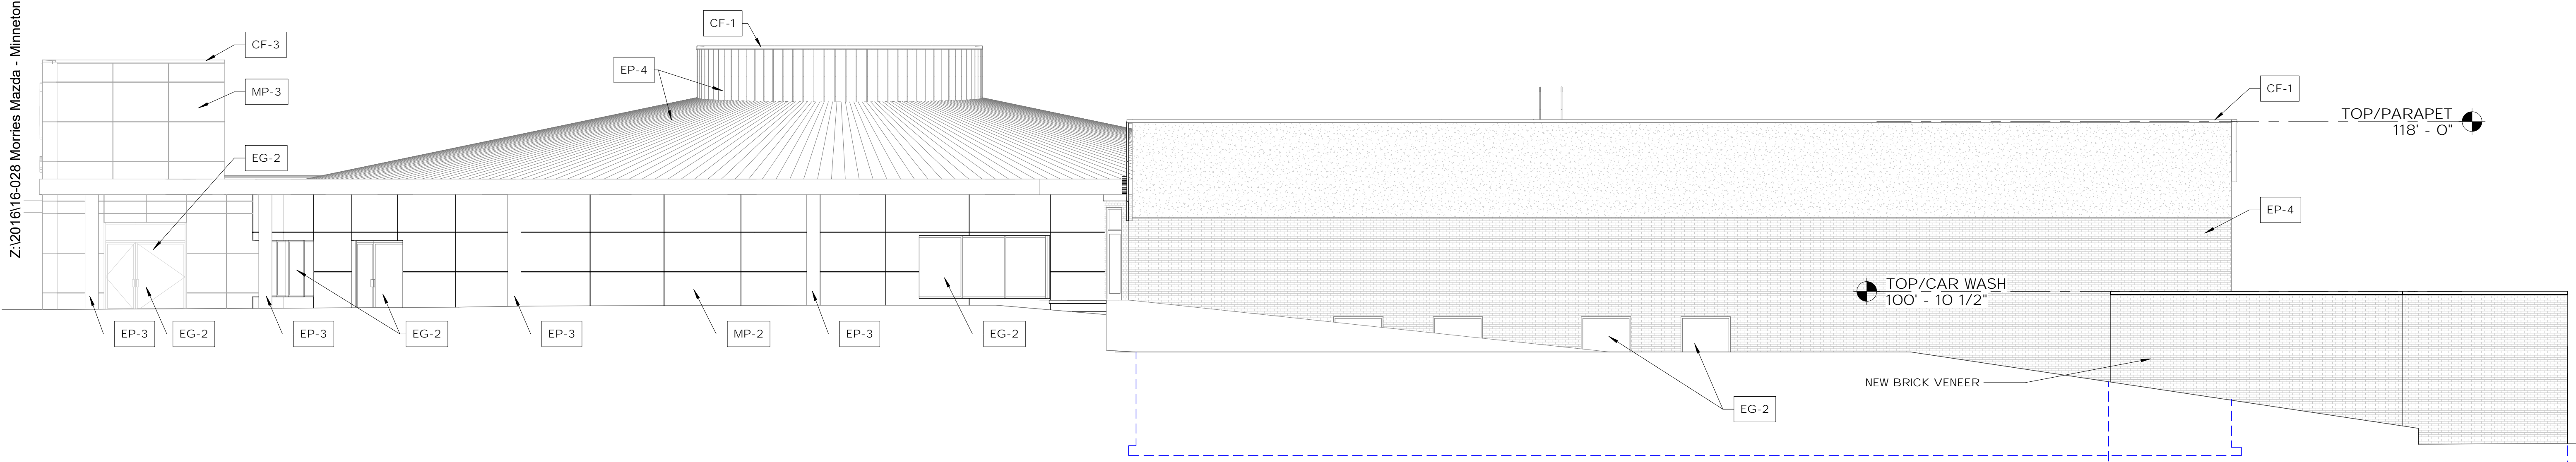 Z:\2016\16-028 Morries Mazda - Minneton
CF-1
CF-3
EP-4
MP-3
CF-1
TOP/PARAPET
118' - 0"
EG-2
EP-4
TOP/CAR WASH
100' - 10 1/2"
EP-3
EG-2
EP-3
EG-2
EP-3
MP-2
EP-3
EG-2
NEW BRICK VENEER
EG-2